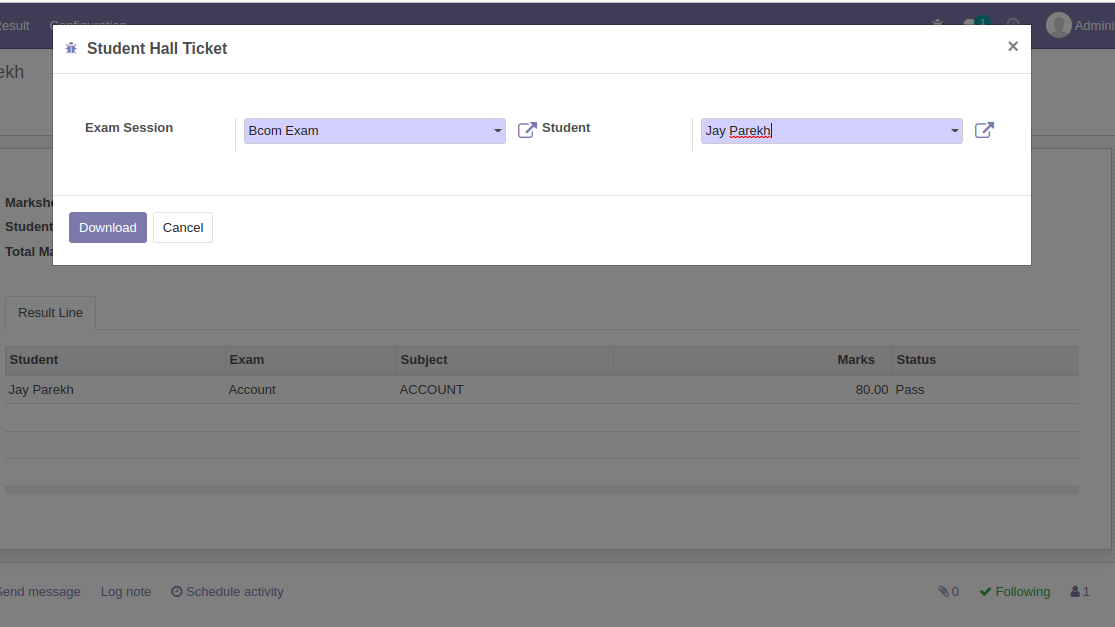 Result Configuration 1 Admini
ekh
Student Hall Ticket ×
Exam Session Bcom Exam Student Jay Parekh
Download Cancel
Marksh
Student
Total Ma
Result Line
Student Exam Subject Marks Status
Jay Parekh Account ACCOUNT 80.00 Pass
Send message Log note Schedule activity 0 Following 1